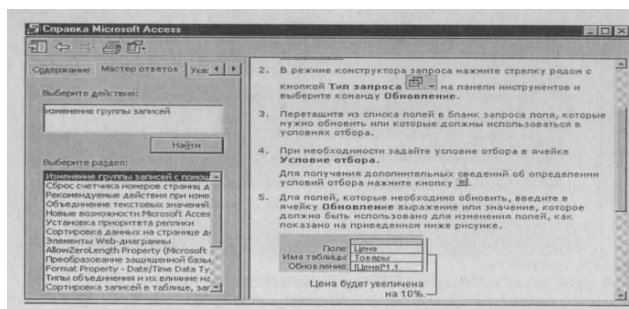 Справка Microsoft Access
Содержание
Мастер ответов
Выберите действие:
изменение группы записей
Найти
Выберите раздел:
Изменение группы записей с помощ
Сброс счетчика номеров страниц д
Рекомендуемые действия при изме
Объединение текстовых значений
Новые возможности Microsoft Acces
Установка приоритета реплики
Сортировка данных на странице д
Элементы Web-диаграммы
AllowZeroLength Property (Microsoft
Преобразование защищенной базы
Format Property - Date/Time Data Ty
Типы объединения и их влияние на
Сортировка записей в таблице, зап
2. В режиме конструктора запроса нажмите стрелку рядом с
кнопкой Тип запроса на панели инструментов и
выберите команду Обновление.
3. Перетащите из списка полей в бланк запроса поля, которые
нужно обновить или которые должны использоваться в
условиях отбора.
4. При необходимости задайте условие отбора в ячейке
Условие отбора.
Для получения дополнительных сведений об определении
условий отбора нажмите кнопку
5. Для полей, которые необходимо обновить, введите в
ячейку Обновление выражение или значение, которое
должно быть использовано для изменения полей, как
показано на приведенном ниже рисунке.
Поле: Цена
Имя таблицы: Товары
Обновление: [Цена]*1,1
Цена будет увеличена
на 10%.